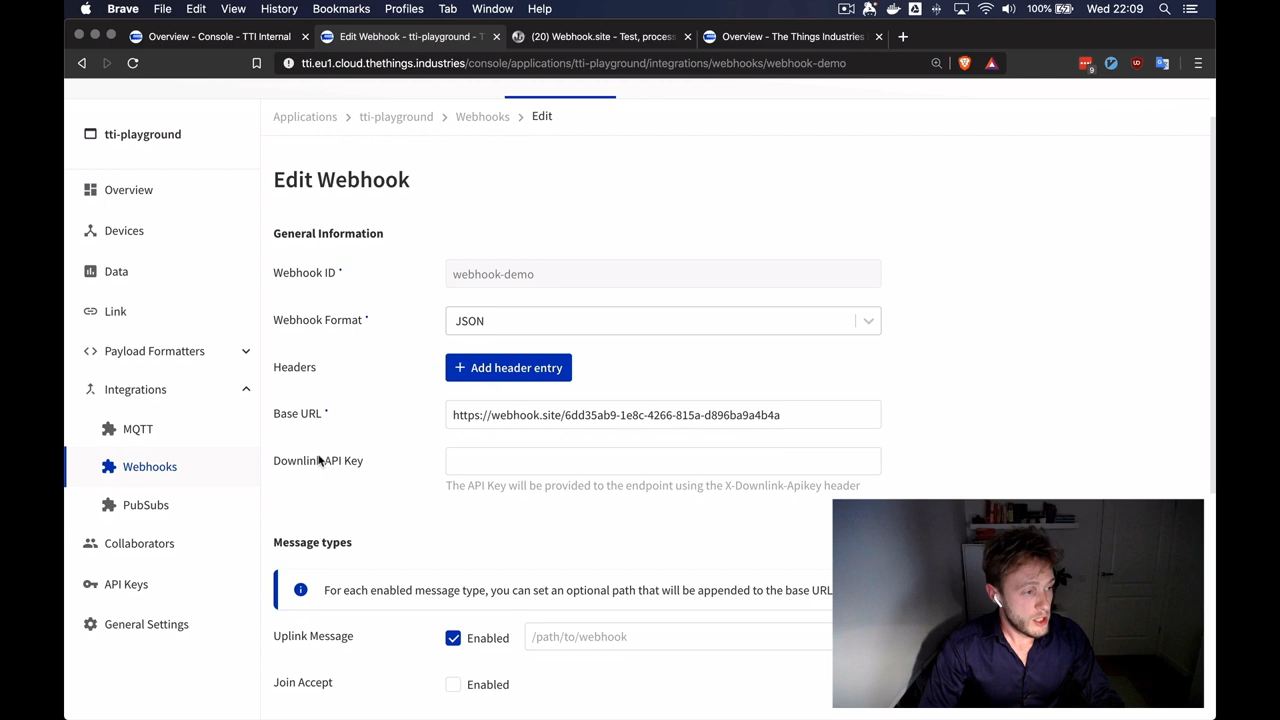 Brave File Edit View History Bookmarks Profiles Tab Window Help 100% Wed 22:09
Overview - Console - TTI Internal
Edit Webhook - tti-playground - T
(20) Webhook.site - Test, process
Overview - The Things Industries
tti.eu1.cloud.thethings.industries/console/applications/tti-playground/integrations/webhooks/webhook-demo
9
Applications > tti-playground > Webhooks > Edit
tti-playground
Overview
Devices
Data
Link
Payload Formatters
Integrations
MQTT
Webhooks
PubSubs
Collaborators
API Keys
General Settings
Edit Webhook
General Information
Webhook ID *
webhook-demo
Webhook Format *
JSON
Headers
+ Add header entry
Base URL *
https://webhook.site/6dd35ab9-1e8c-4266-815a-d896ba9a4b4a
Downlink API Key
The API Key will be provided to the endpoint using the X-Downlink-Apikey header
Message types
For each enabled message type, you can set an optional path that will be appended to the base URL
Uplink Message
Enabled
/path/to/webhook
Join Accept
Enabled